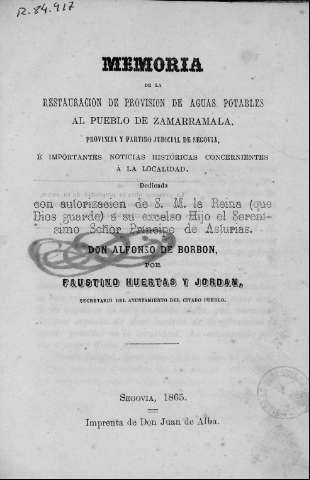 R. 84.917
MEMORIA
DE LA
RESTAURACION DE PROVISION DE AGUAS POTABLES
AL PUEBLO DE ZAMARRAMALA,
PROVINCIA Y PARTIDO JUDICIAL DE SEGOVIA,
É IMPORTANTES NOTICIAS HISTÓRICAS CONCERNIENTES
À LA LOCALIDAD.
Dedicada
con autorizacion de S. M. la Reina (que
Dios guarde) à su excelso Hijo el Sereni-
simo Señor Príncipe de Asturias.
DON ALFONSO DE BORBON,
POR
FAUSTINO HUERTAS Y JORDAN,
SECRETARIO DEL AYUNTAMIENTO DEL CITADO PUEBLO.
SEGOVIA, 1865.
Imprenta de Don Juan de Alba.